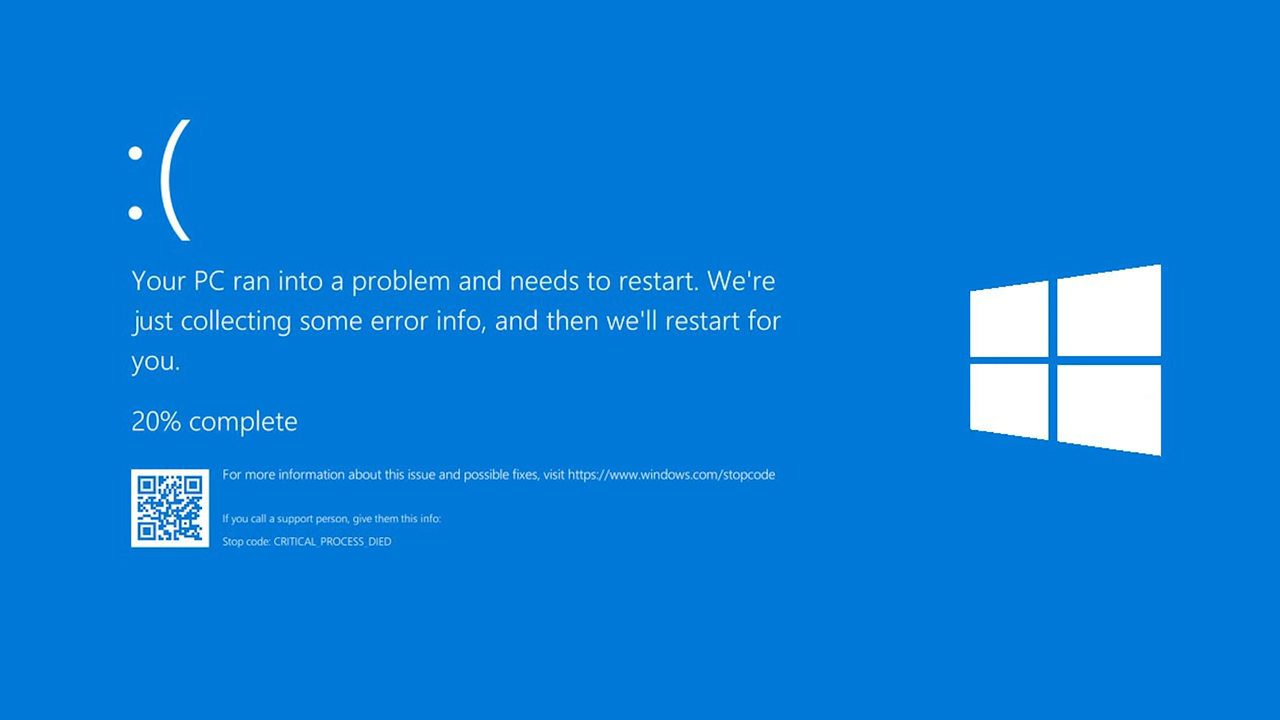 :(
Your PC ran into a problem and needs to restart. We're
just collecting some error info, and then we'll restart for
you.
20% complete
For more information about this issue and possible fixes, visit https://www.windows.com/stopcode
If you call a support person, give them this info:
Stop code: CRITICAL_PROCESS_DIED